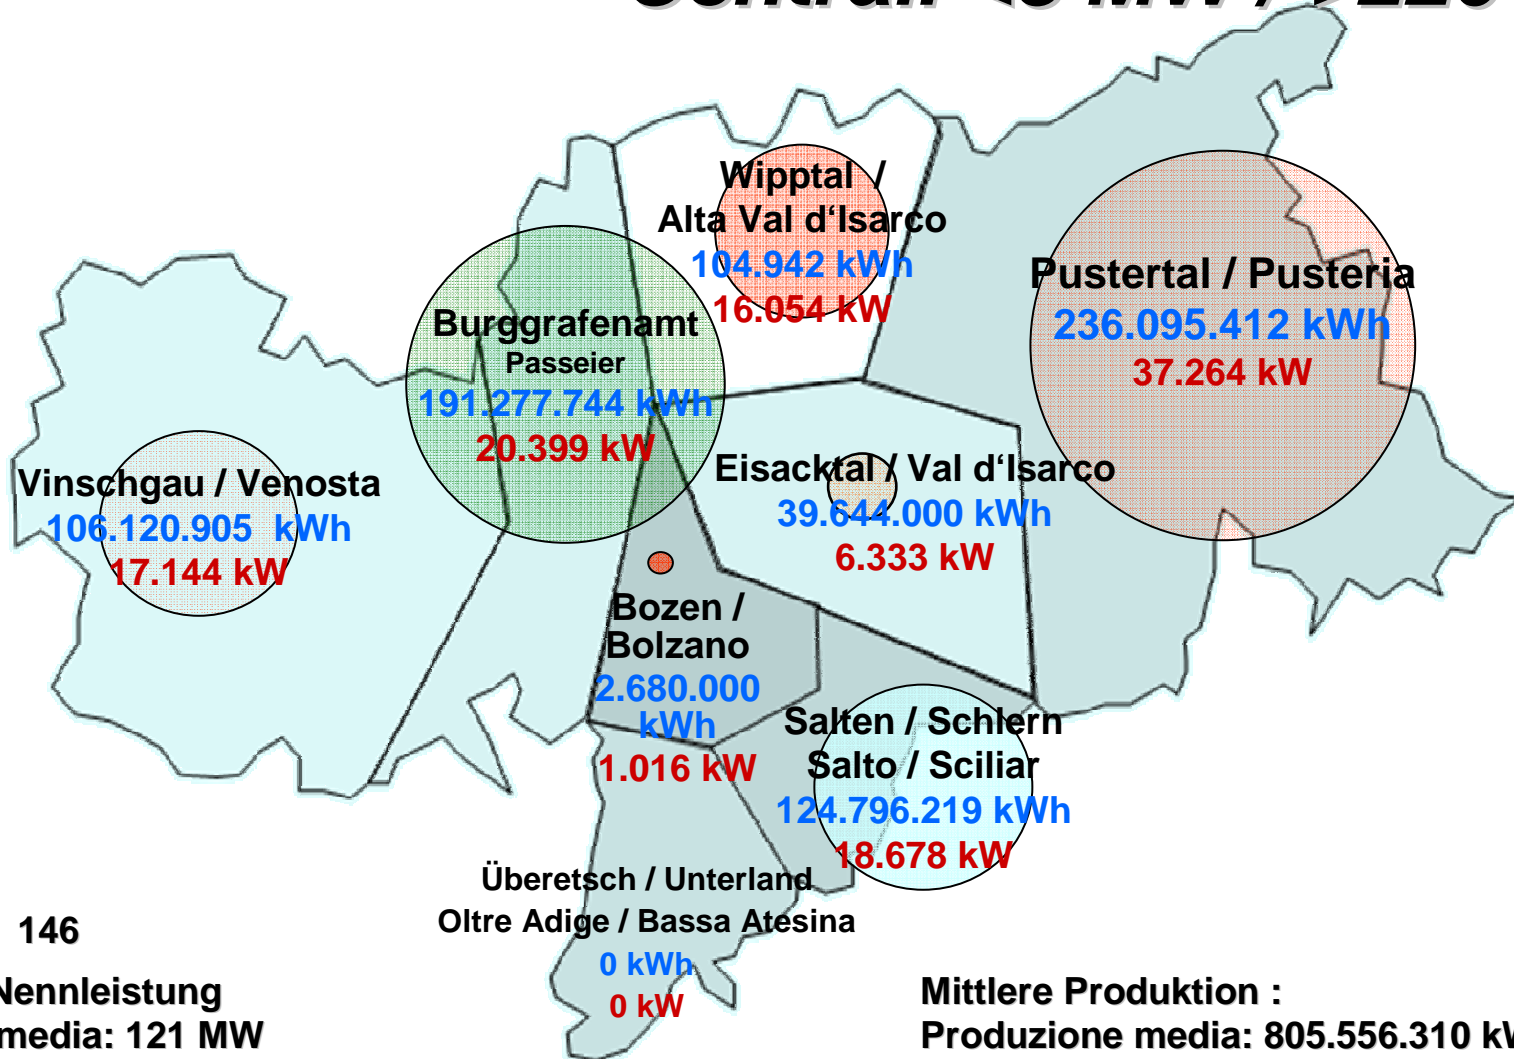 Wipptal /
Alta Val d‘Isarco
104.942 kWh
16.054 kW
Pustertal / Pusteria
236.095.412 kWh
37.264 kW
Burggrafenamt
Passeier
191.277.744 kWh
20.399 kW
Vinschgau / Venosta
106.120.905 kWh
17.144 kW
Eisacktal / Val d‘Isarco
39.644.000 kWh
6.333 kW
Bozen /
Bolzano
2.680.000
kWh
1.016 kW
Salten / Schlern
Salto / Sciliar
124.796.219 kWh
18.678 kW
Überetsch / Unterland
Oltre Adige / Bassa Atesina
0 kWh
0 kW
146
Nennleistung
media: 121 MW
Mittlere Produktion :
Produzione media: 805.556.310 kW